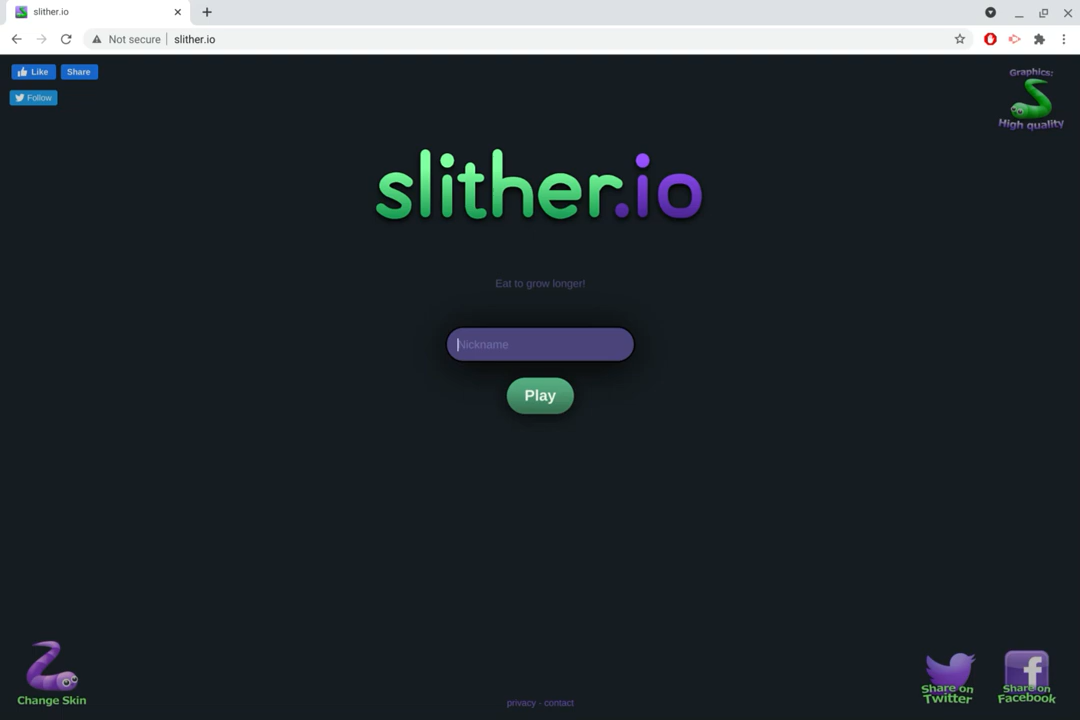 slither.io
Not secure | slither.io
Like Share
Follow
Graphics:
High quality
slither.io
Eat to grow longer!
Nickname
Play
Change Skin
privacy - contact
Share on
Twitter
Share on
Facebook